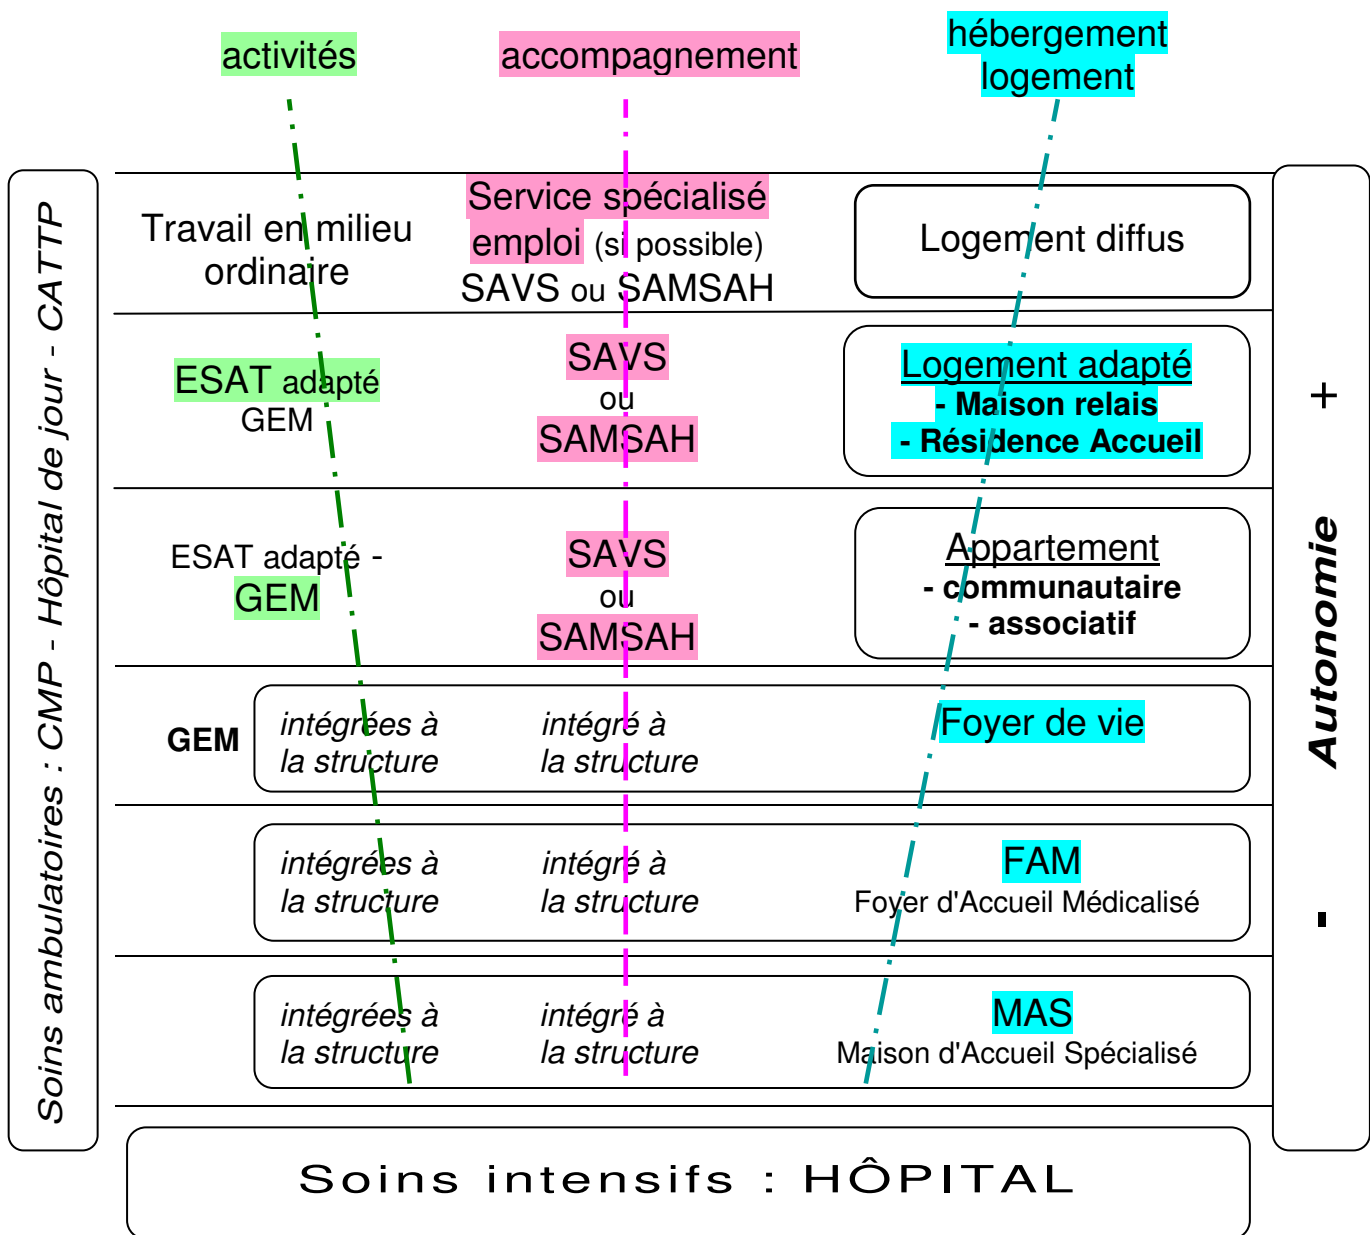 activités
accompagnement
hébergement
logement
Soins ambulatoires : CMP - Hôpital de jour - CATTP
Travail en milieu
ordinaire
Service spécialisé
emploi (si possible)
SAVS ou SAMSAH
Logement diffus
ESAT adapté
GEM
SAVS
ou
SAMSAH
Logement adapté
- Maison relais
- Résidence Accueil
ESAT adapté -
GEM
SAVS
ou
SAMSAH
Appartement
- communautaire
- associatif
GEM
intégrées à
la structure
intégré à
la structure
Foyer de vie
intégrées à
la structure
intégré à
la structure
FAM
Foyer d'Accueil Médicalisé
intégrées à
la structure
intégré à
la structure
MAS
Maison d'Accueil Spécialisé
- Autonomie +
Soins intensifs : HÔPITAL